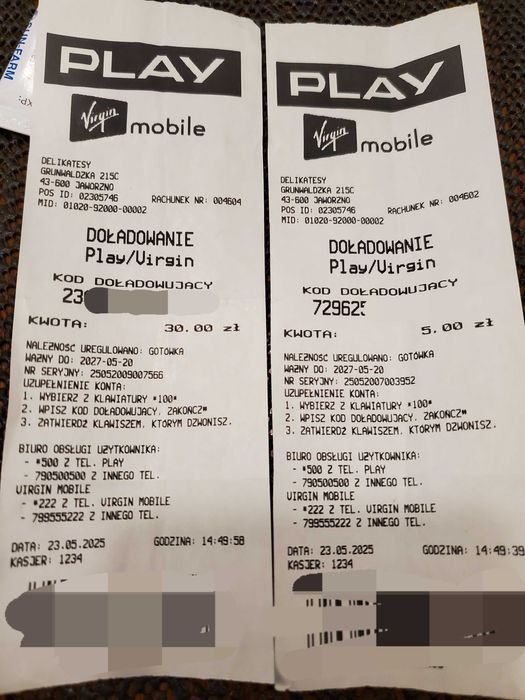 SUN-FARM
PLAY
Virgin mobile
DELIKATESY
GRUNWALDZKA 215C
43-600 JAWORZNO
POS ID: 02305746 RACHUNEK NR: 004604
MID: 01020-92000-00002
DOŁADOWANIE
Play/Virgin
KOD DOŁADOWUJĄCY
23
KWOTA: 30.00 zł
NALEŻNOŚĆ UREGULOWANO: GOTÓWKA
WAŻNY DO: 2027-05-20
NR SERYJNY: 25052009007566
UZUPEŁNIENIE KONTA:
1. WYBIERZ Z KLAWIATURY *100*
2. WPISZ KOD DOŁADOWUJĄCY. ZAKOŃCZ#
3. ZATWIERDŹ KLAWISZEM, KTÓRYM DZWONISZ.
BIURO OBSŁUGI UŻYTKOWNIKA:
- *500 Z TEL. PLAY
- 790500500 Z INNEGO TEL.
VIRGIN MOBILE
- *222 Z TEL. VIRGIN MOBILE
- 799555222 Z INNEGO TEL.
DATA: 23.05.2025 GODZINA: 14:49:58
KASJER: 1234
PLAY
Virgin mobile
DELIKATESY
GRUNWALDZKA 215C
43-600 JAWORZNO
POS ID: 02305746 RACHUNEK NR: 004602
MID: 01020-92000-00002
DOŁADOWANIE
Play/Virgin
KOD DOŁADOWUJĄCY
72962
KWOTA: 5.00 zł
NALEŻNOŚĆ UREGULOWANO: GOTÓWKA
WAŻNY DO: 2027-05-20
NR SERYJNY: 25052007003952
UZUPEŁNIENIE KONTA:
1. WYBIERZ Z KLAWIATURY *100*
2. WPISZ KOD DOŁADOWUJĄCY. ZAKOŃCZ#
3. ZATWIERDŹ KLAWISZEM, KTÓRYM DZWONISZ.
BIURO OBSŁUGI UŻYTKOWNIKA:
- *500 Z TEL. PLAY
- 790500500 Z INNEGO TEL.
VIRGIN MOBILE
- *222 Z TEL. VIRGIN MOBILE
- 799555222 Z INNEGO TEL.
DATA: 23.05.2025 GODZINA: 14:49:39
KASJER: 1234